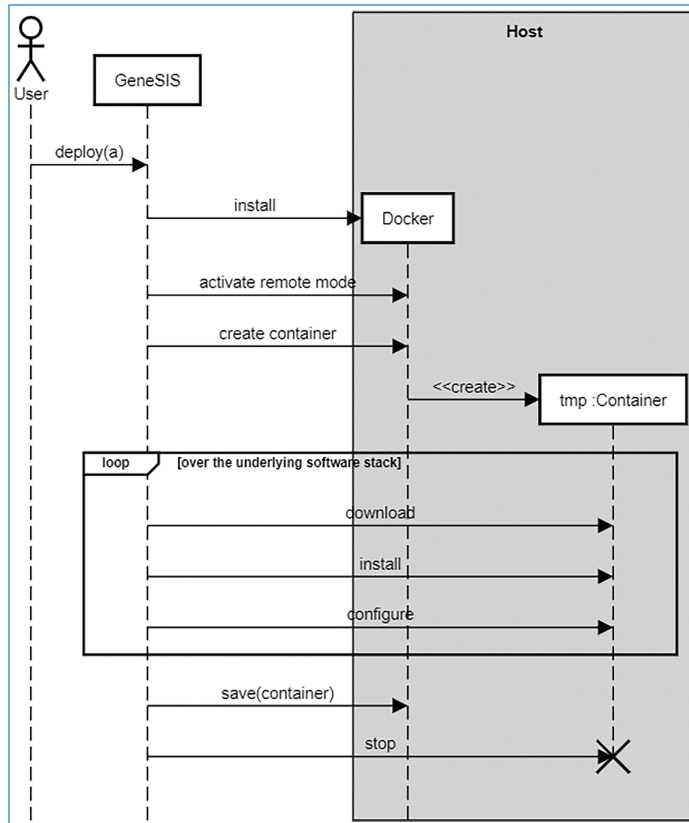 Host
User
GeneSIS
deploy(a)
install
Docker
activate remote mode
create container
<<create>>
tmp :Container
loop [over the underlying software stack]
download
install
configure
save(container)
stop